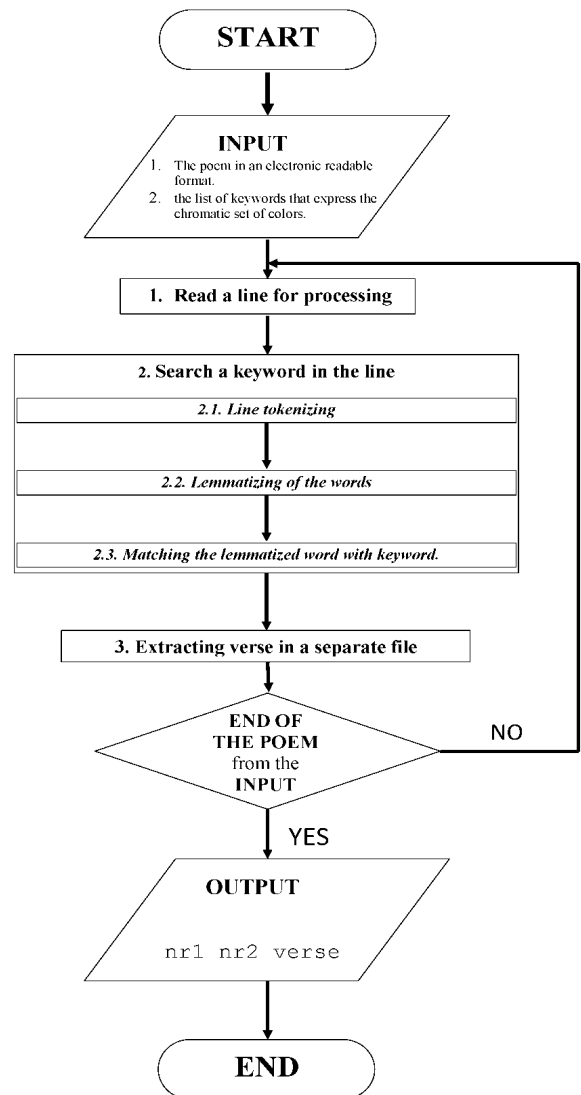 START
INPUT
1. The poem in an electronic readable
format.
2. the list of keywords that express the
chromatic set of colors.
1. Read a line for processing
2. Search a keyword in the line
2.1. Line tokenizing
2.2. Lemmatizing of the words
2.3. Matching the lemmatized word with keyword.
3. Extracting verse in a separate file
END OF
THE POEM
from the
INPUT
NO
YES
OUTPUT
nr1 nr2 verse
END